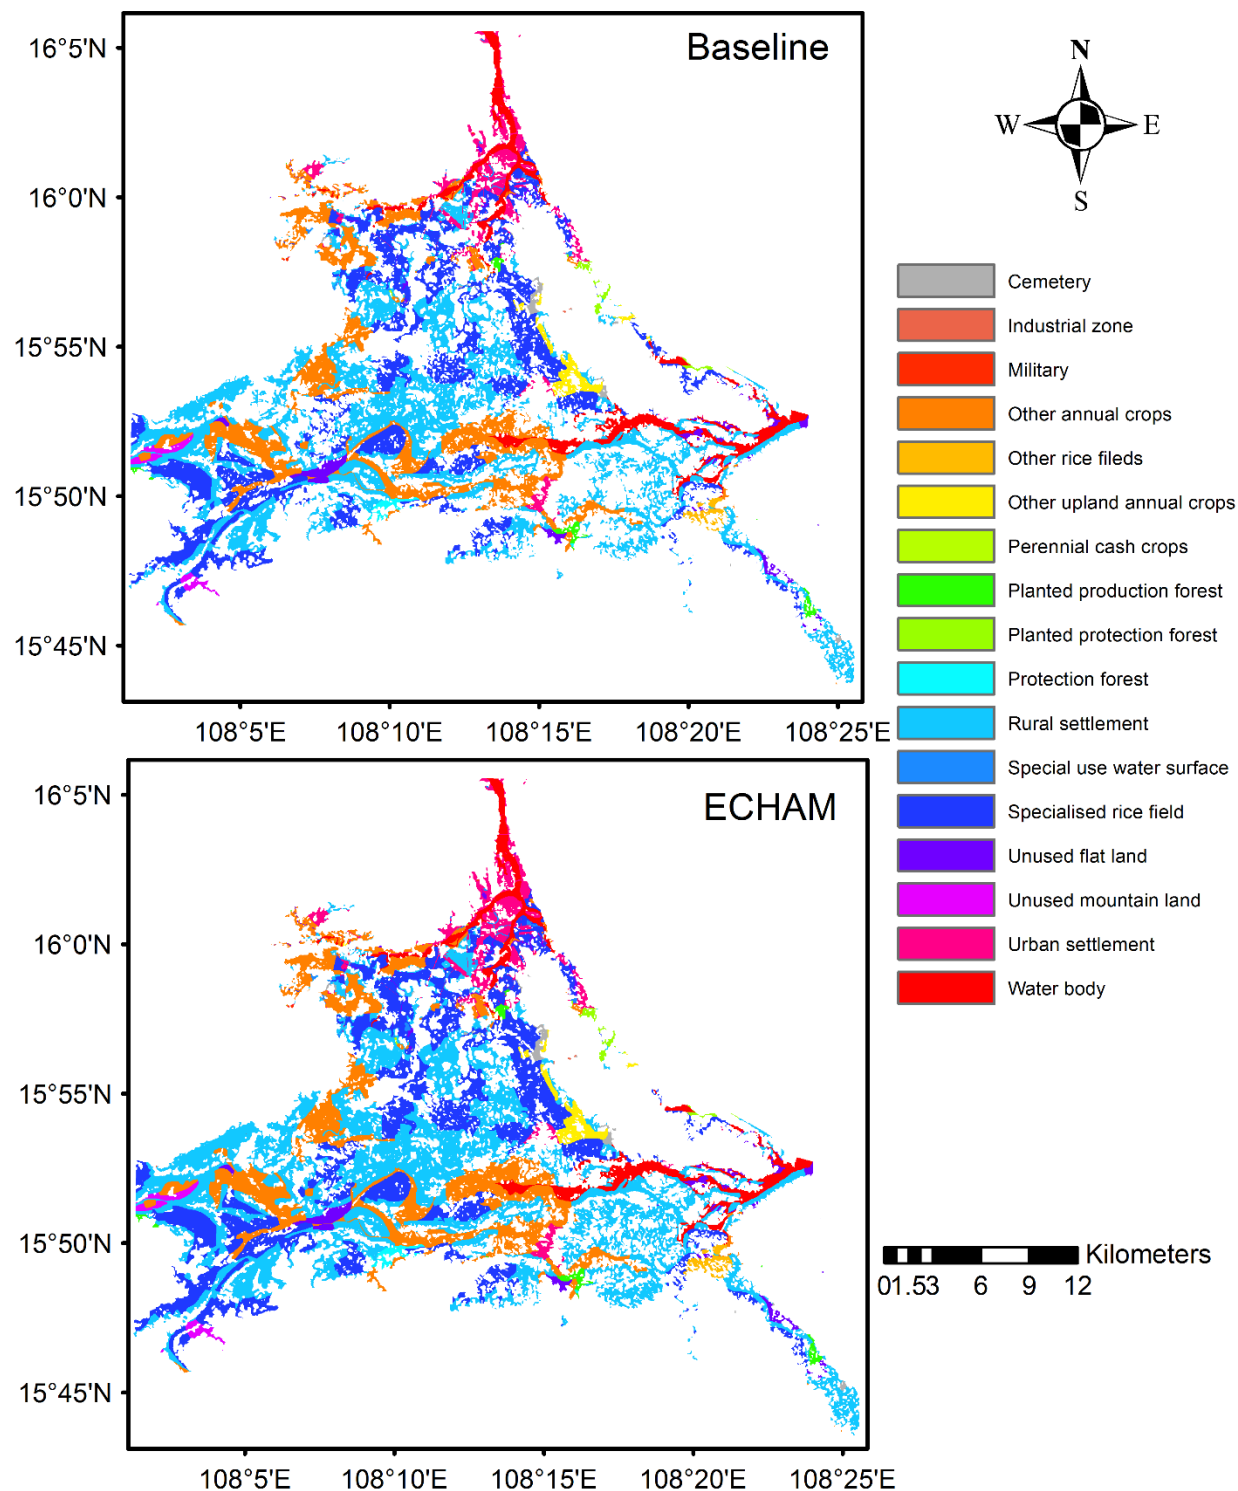 Baseline
16°5'N
16°0'N
15°55'N
15°50'N
15°45'N
108°5'E
108°10'E
108°15'E
108°20'E
108°25'E
N
W
E
S
Cemetery
Industrial zone
Military
Other annual crops
Other rice fileds
Other upland annual crops
Perennial cash crops
Planted production forest
Planted protection forest
Protection forest
Rural settlement
Special use water surface
Specialised rice field
Unused flat land
Unused mountain land
Urban settlement
Water body
ECHAM
16°5'N
16°0'N
15°55'N
15°50'N
15°45'N
108°5'E
108°10'E
108°15'E
108°20'E
108°25'E
Kilometers
01.53 6 9 12